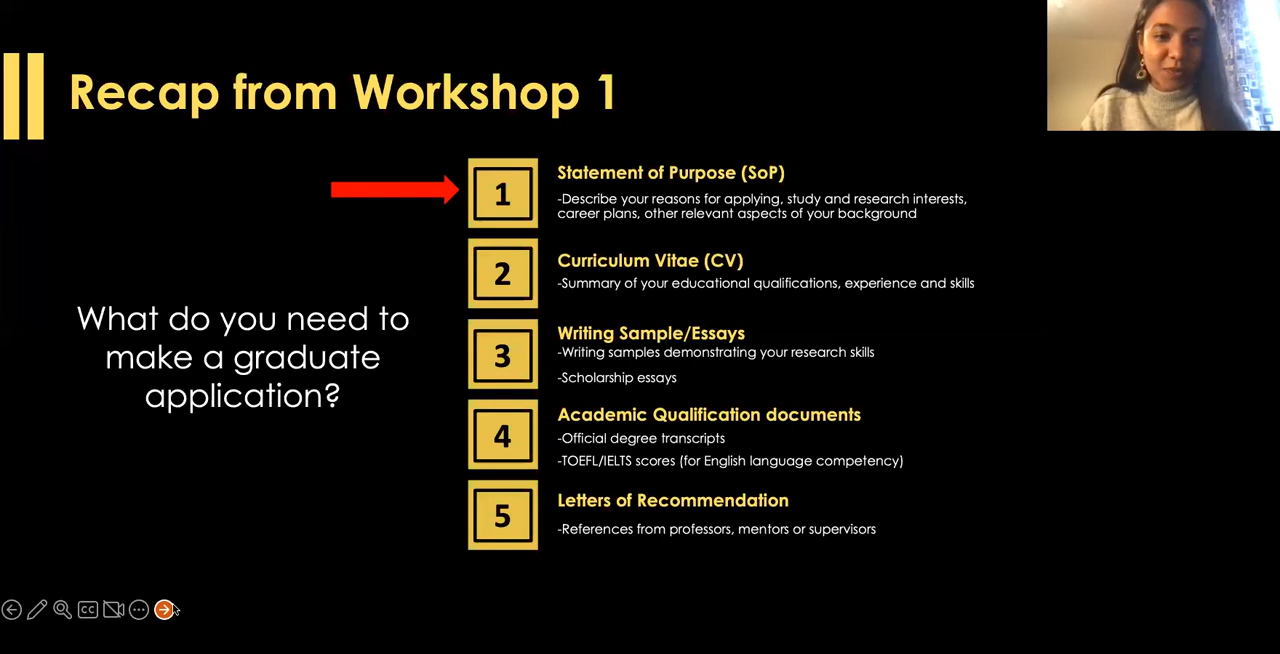 Recap from Workshop 1
What do you need to
make a graduate
application?
1
Statement of Purpose (SoP)
-Describe your reasons for applying, study and research interests,
career plans, other relevant aspects of your background
2
Curriculum Vitae (CV)
-Summary of your educational qualifications, experience and skills
3
Writing Sample/Essays
-Writing samples demonstrating your research skills
-Scholarship essays
4
Academic Qualification documents
-Official degree transcripts
-TOEFL/IELTS scores (for English language competency)
5
Letters of Recommendation
-References from professors, mentors or supervisors
CC